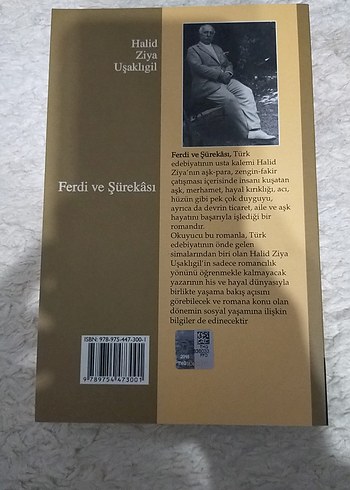 Halid
Ziya
Uşaklıgil
Ferdi ve Şürekâsı
Ferdi ve Şürekâsı, Türk
edebiyatının usta kalemi Halid
Ziya'nın aşk-para, zengin-fakir
çatışması içerisinde insanı kuşatan
aşk, merhamet, hayal kırıklığı, acı,
hüzün gibi pek çok duyguyu,
ayrıca da devrin ticaret, aile ve aşk
hayatını başarıyla işlediği bir
romandır.
Okuyucu bu romanla, Türk
edebiyatının önde gelen
simalarından biri olan Halid Ziya
Uşaklıgil'in sadece romancılık
yönünü öğrenmekle kalmayacak
yazarının his ve hayal dünyasıyla
birlikte yaşama bakış açısını
görebilecek ve romana konu olan
dönemin sosyal yaşamına ilişkin
bilgiler de edinecektir
ISBN: 978-975-447-300-1
9789754473001